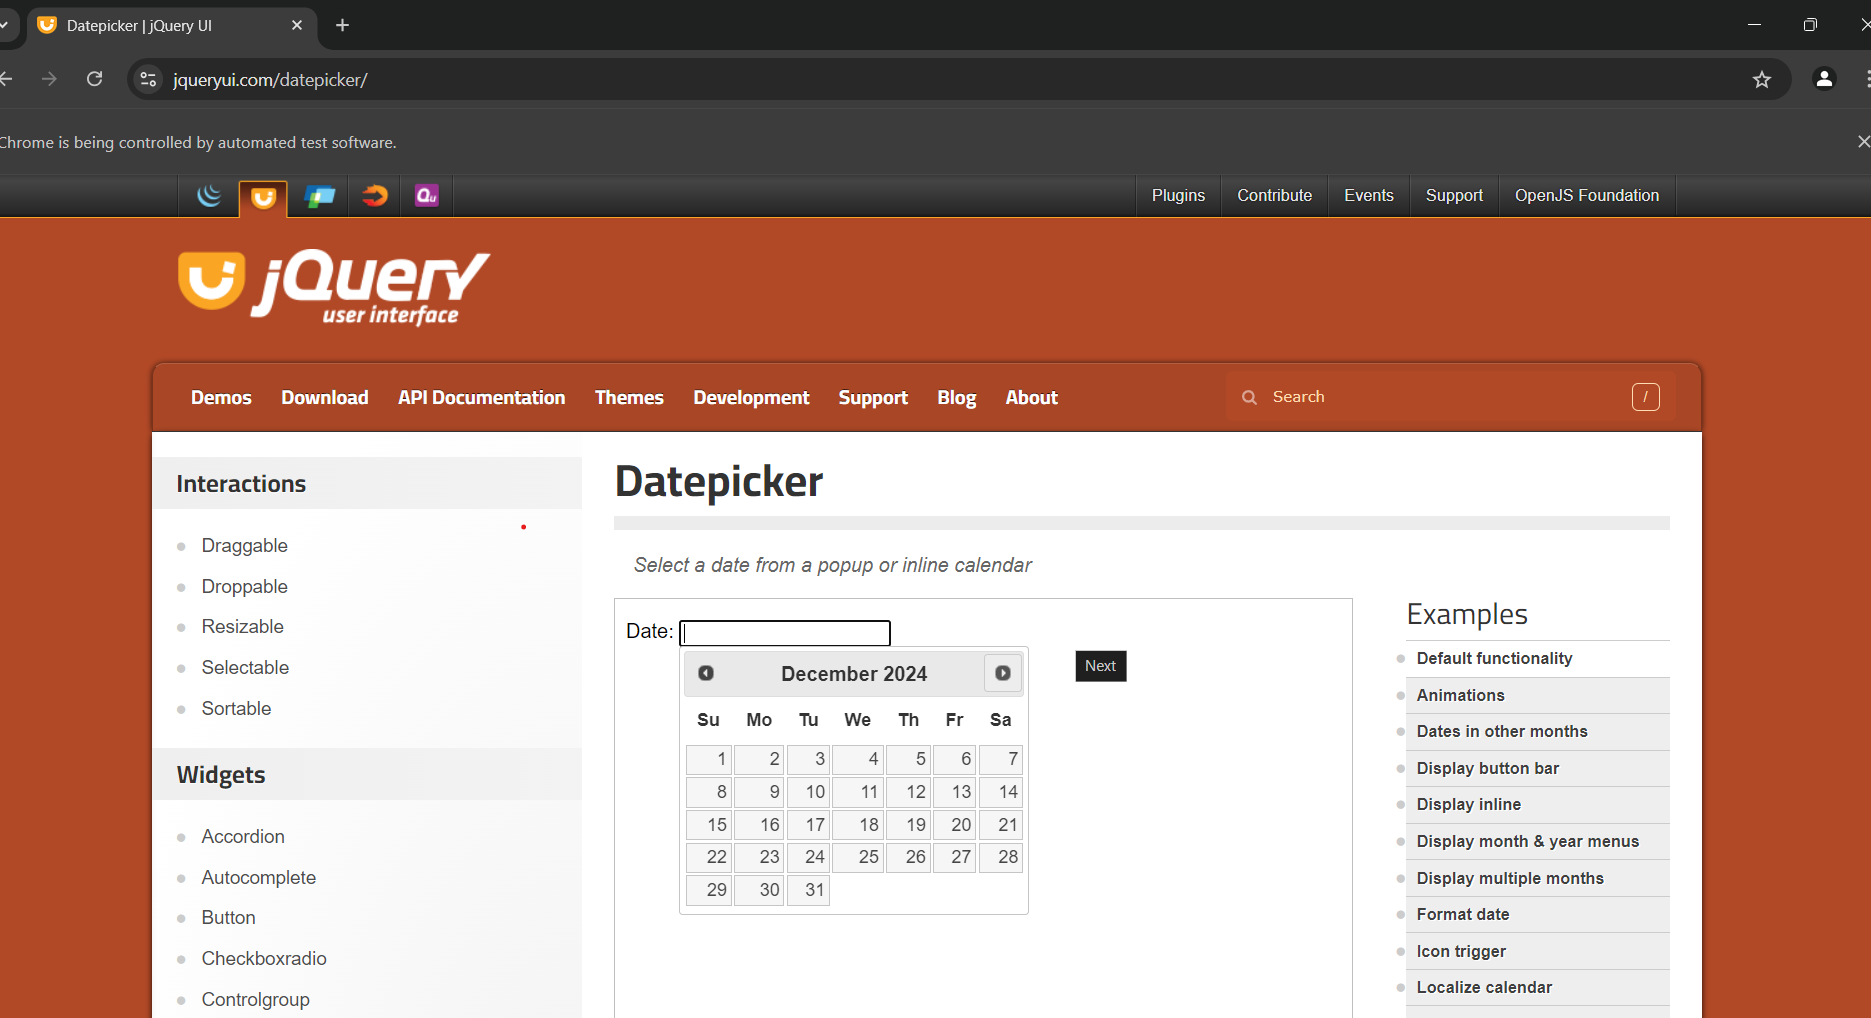 Datepicker | jQuery UI
jqueryui.com/datepicker/
Chrome is being controlled by automated test software.
Qu
Plugins Contribute Events Support OpenJS Foundation
jQuery
user interface
Demos Download API Documentation Themes Development Support Blog About Search /
Interactions
Draggable
Droppable
Resizable
Selectable
Sortable
Widgets
Accordion
Autocomplete
Button
Checkboxradio
Controlgroup
Datepicker
Select a date from a popup or inline calendar
Date:
December 2024
Next
Su Mo Tu We Th Fr Sa
1 2 3 4 5 6 7
8 9 10 11 12 13 14
15 16 17 18 19 20 21
22 23 24 25 26 27 28
29 30 31
Examples
Default functionality
Animations
Dates in other months
Display button bar
Display inline
Display month & year menus
Display multiple months
Format date
Icon trigger
Localize calendar